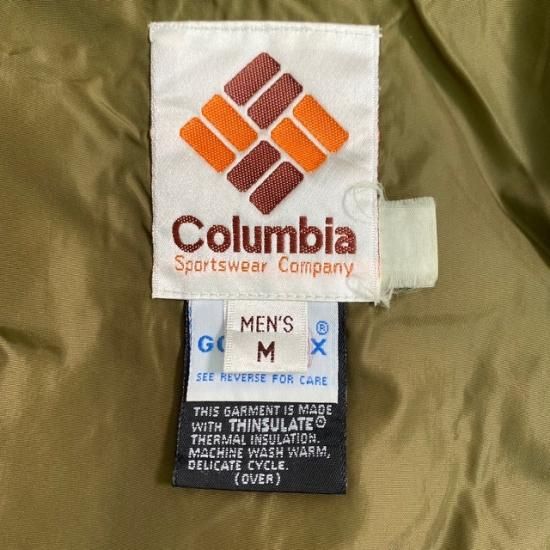 Columbia
Sportswear Company
MEN'S
M
GO X ®
SEE REVERSE FOR CARE
THIS GARMENT IS MADE
WITH THINSULATE®
THERMAL INSULATION.
MACHINE WASH WARM,
DELICATE CYCLE.
(OVER)